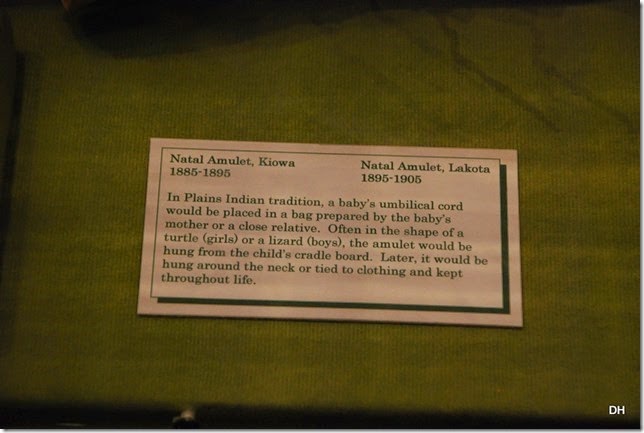 Natal Amulet, Kiowa
1885-1895
Natal Amulet, Lakota
1895-1905
In Plains Indian tradition, a baby's umbilical cord
would be placed in a bag prepared by the baby's
mother or a close relative. Often in the shape of a
turtle (girls) or a lizard (boys), the amulet would be
hung from the child's cradle board. Later, it would be
hung around the neck or tied to clothing and kept
throughout life.
DH